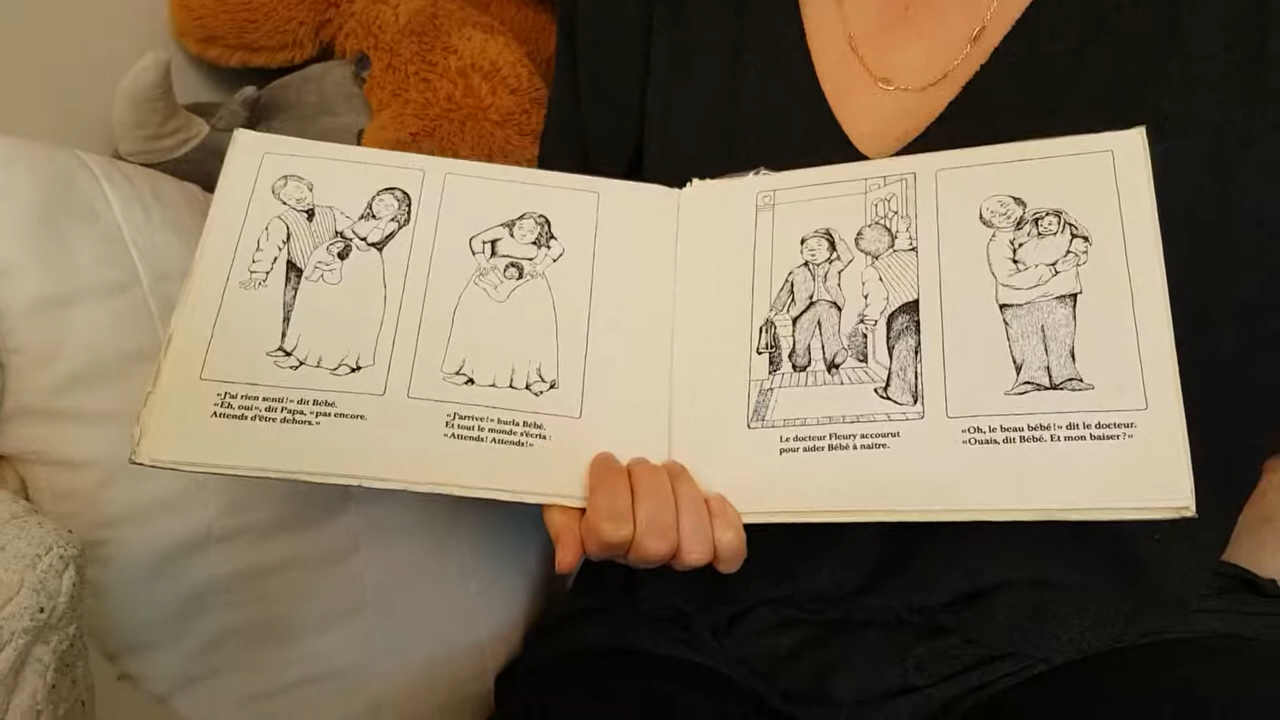 «J'ai rien senti!» dit Bébé.
«Eh, oui», dit Papa, «pas encore.
Attends d'être dehors.»
«J'arrive!» hurla Bébé.
Et tout le monde s'écria :
«Attends! Attends!»
Le docteur Fleury accourut
pour aider Bébé à naître.
«Oh, le beau bébé!» dit le docteur.
«Ouais, dit Bébé. Et mon baiser?»